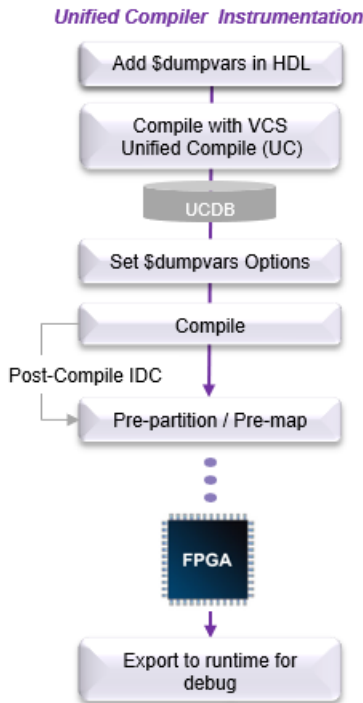 Unified Compiler Instrumentation
Add $dumpvars in HDL
Compile with VCS
Unified Compile (UC)
UCDB
Set $dumpvars Options
Compile
Post-Compile IDC
Pre-partition / Pre-map
FPGA
Export to runtime for
debug